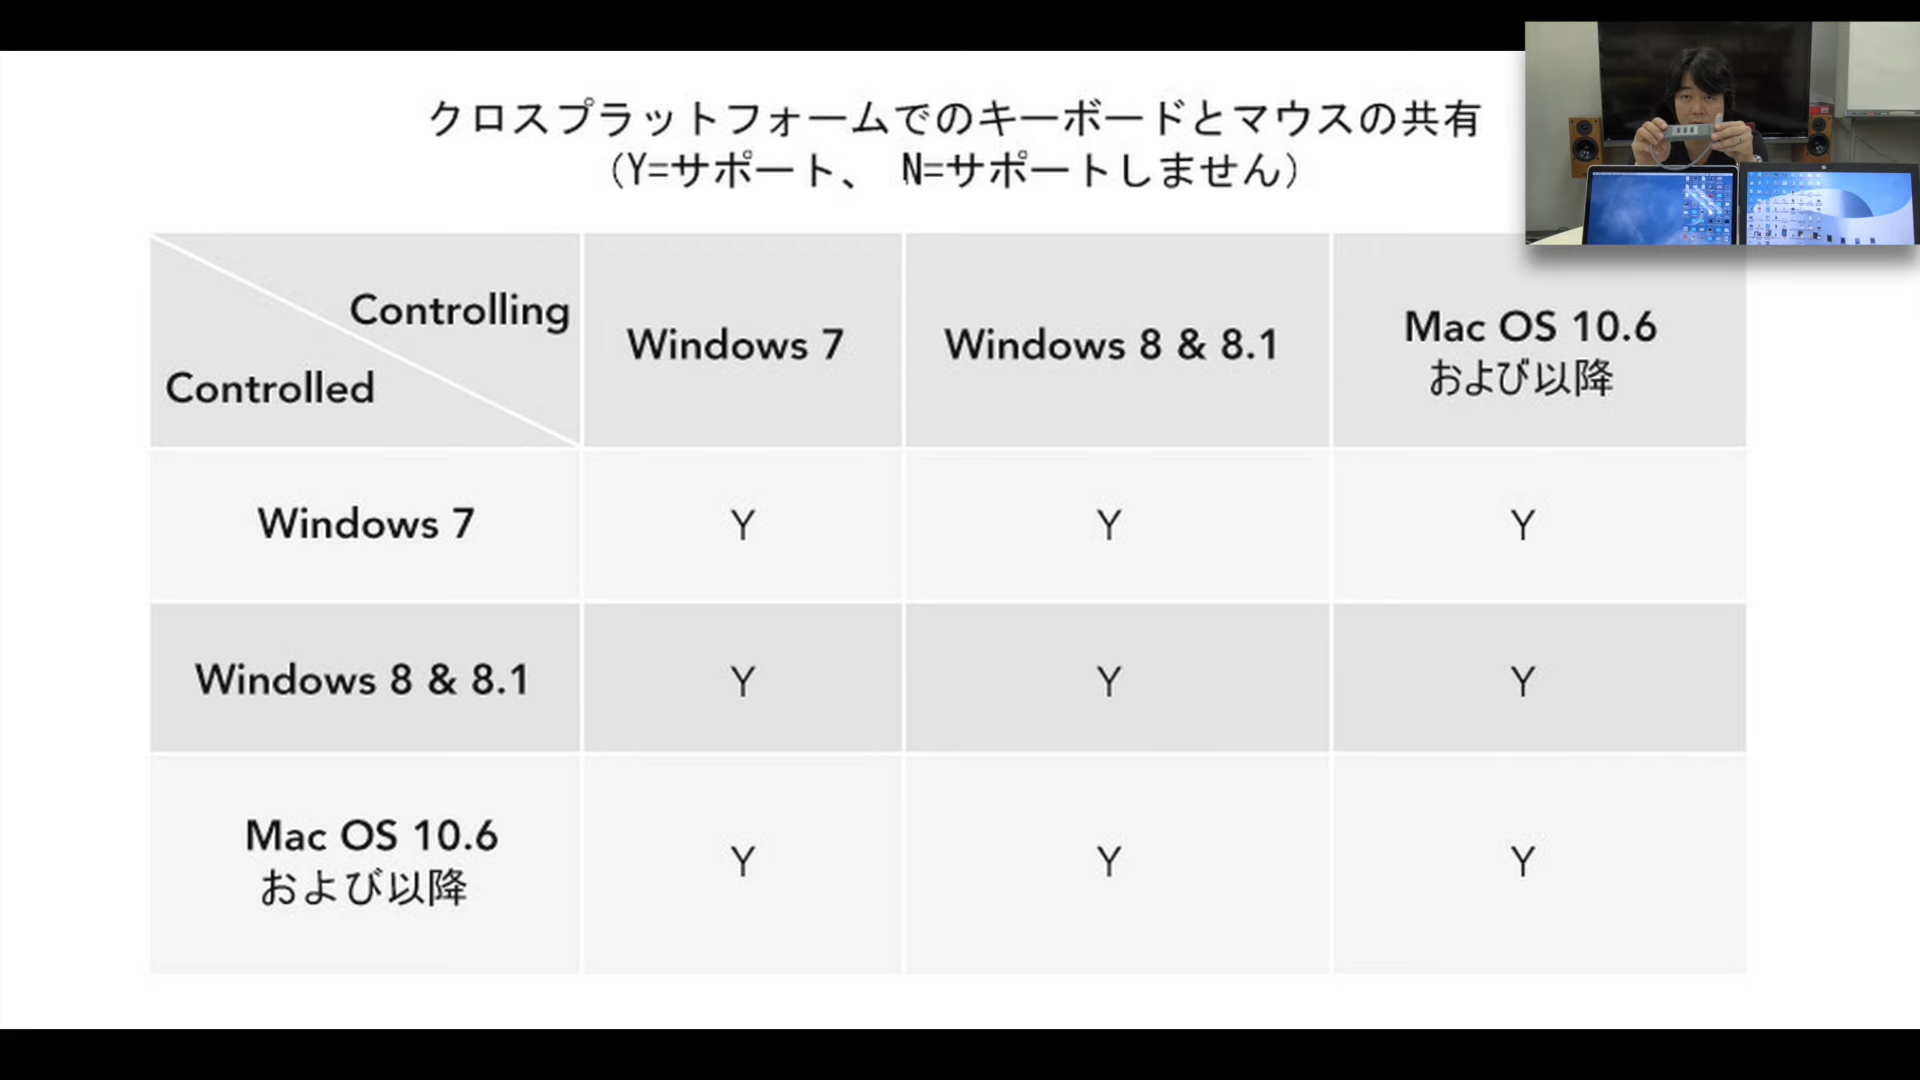 クロスプラットフォームでのキーボードとマウスの共有
(Y=サポート、 N=サポートしません)
Controlling
Controlled
Windows 7
Windows 8 & 8.1
Mac OS 10.6
および以降
Windows 7
Y
Y
Y
Windows 8 & 8.1
Y
Y
Y
Mac OS 10.6
および以降
Y
Y
Y